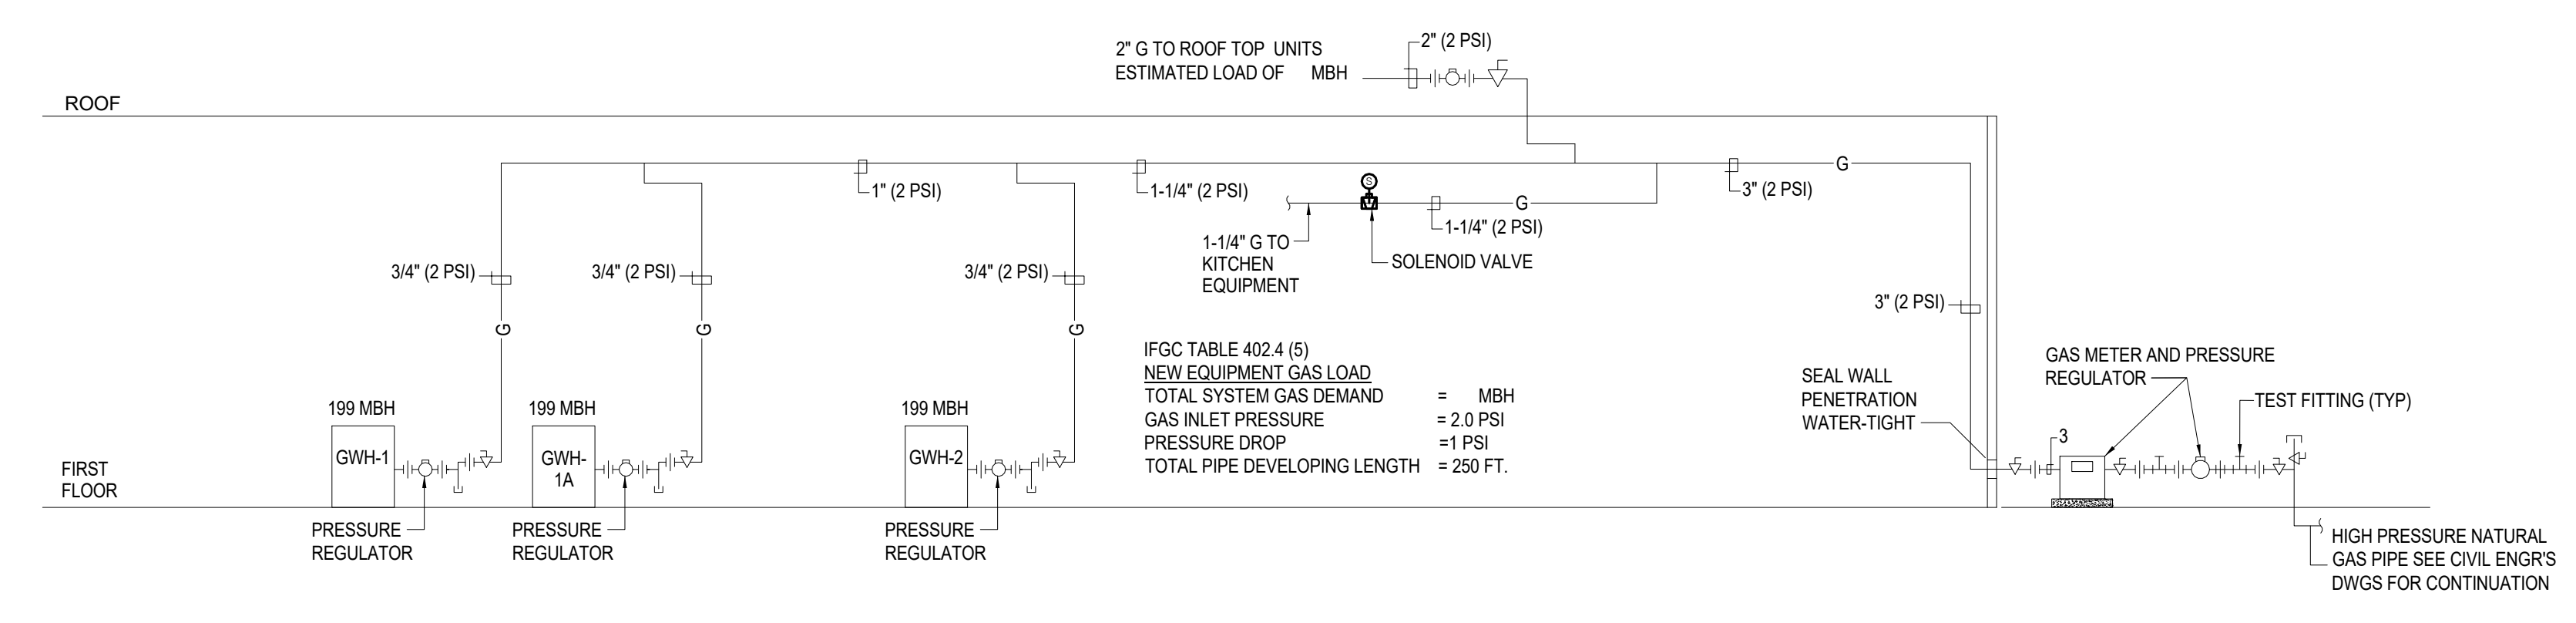 2" G TO ROOF TOP UNITS
ESTIMATED LOAD OF MBH
2" (2 PSI)
ROOF
G
1" (2 PSI)
1-1/4" (2 PSI)
3" (2 PSI)
S
G
1-1/4" (2 PSI)
1-1/4" G TO
KITCHEN
EQUIPMENT
SOLENOID VALVE
3/4" (2 PSI)
3/4" (2 PSI)
3/4" (2 PSI)
3" (2 PSI)
G
G
G
IFGC TABLE 402.4 (5)
NEW EQUIPMENT GAS LOAD
TOTAL SYSTEM GAS DEMAND = MBH
GAS INLET PRESSURE = 2.0 PSI
PRESSURE DROP =1 PSI
TOTAL PIPE DEVELOPING LENGTH = 250 FT.
SEAL WALL
PENETRATION
WATER-TIGHT
GAS METER AND PRESSURE
REGULATOR
TEST FITTING (TYP)
3
199 MBH
199 MBH
199 MBH
GWH-1
GWH-
1A
GWH-2
FIRST
FLOOR
PRESSURE
REGULATOR
PRESSURE
REGULATOR
PRESSURE
REGULATOR
HIGH PRESSURE NATURAL
GAS PIPE SEE CIVIL ENGR'S
DWGS FOR CONTINUATION